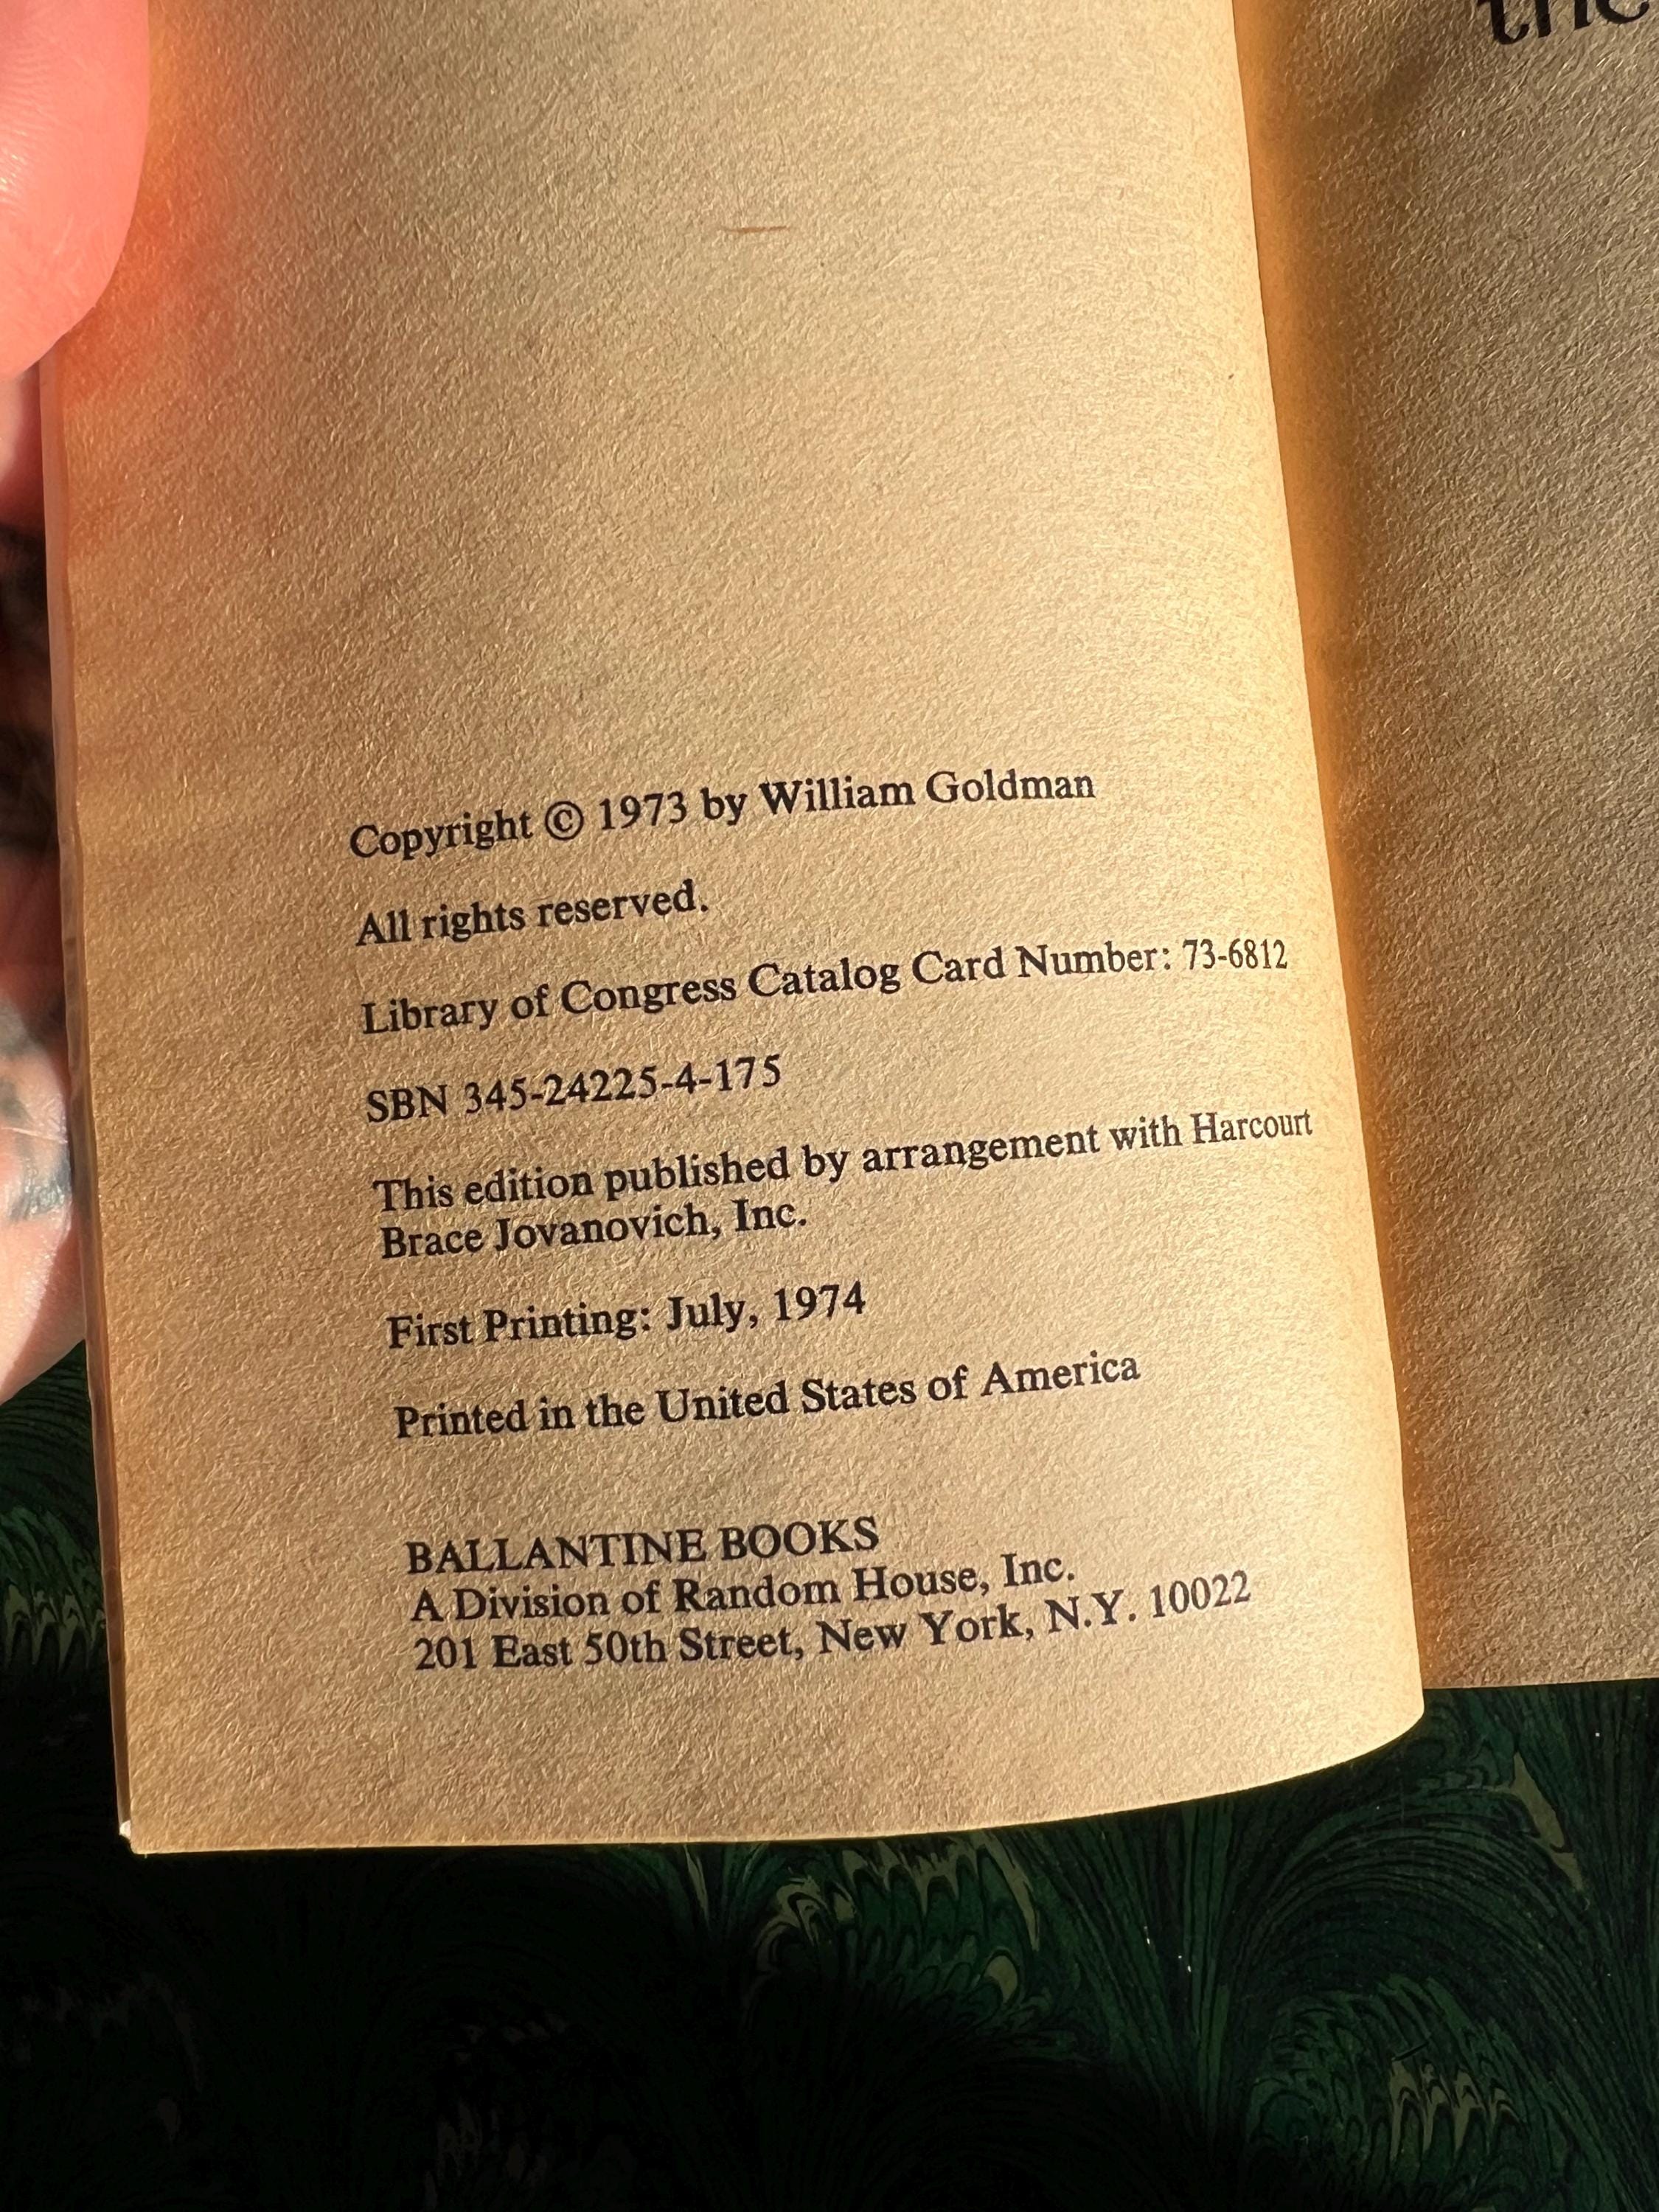 the
Copyright © 1973 by William Goldman
All rights reserved.
Library of Congress Catalog Card Number: 73-6812
SBN 345-24225-4-175
This edition published by arrangement with Harcourt
Brace Jovanovich, Inc.
First Printing: July, 1974
Printed in the United States of America
BALLANTINE BOOKS
A Division of Random House, Inc.
201 East 50th Street, New York, N.Y. 10022